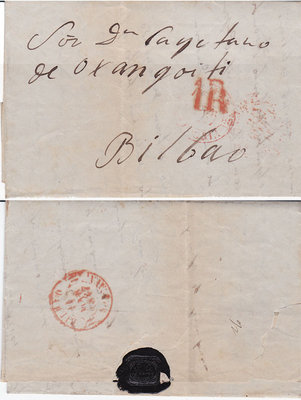 Sor Dn Cayetano
de Oxangoiti
1R
Bilbao